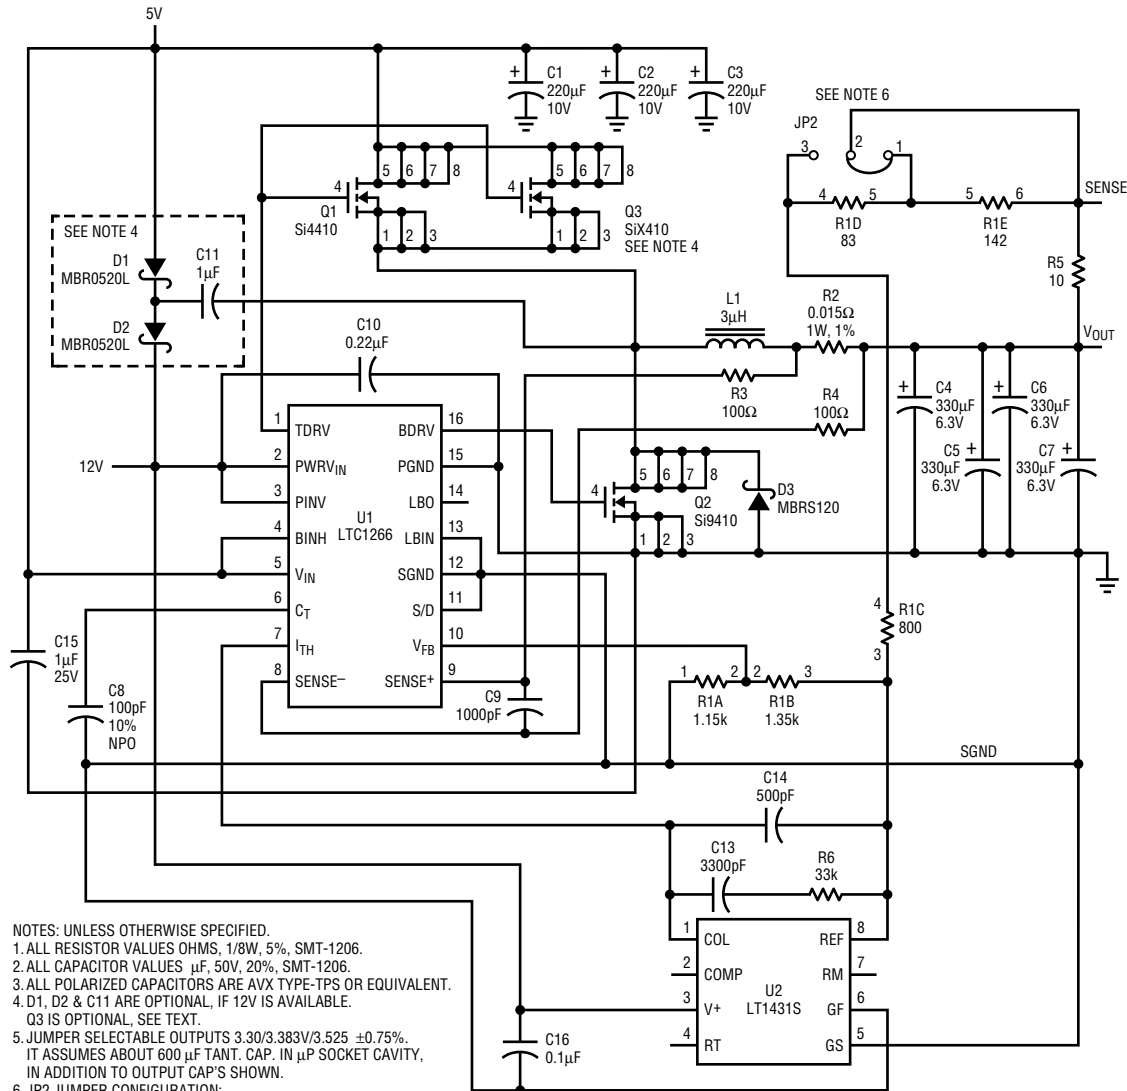 5V
C1
220µF
10V
C2
220µF
10V
C3
220µF
10V
SEE NOTE 6
JP2
3
2
1
4
5
R1D
83
5
6
R1E
142
SENSE
R5
10
4
5
6
7
8
Q1
Si4410
1
2
3
4
5
6
7
8
Q3
SiX410
SEE NOTE 4
1
2
3
SEE NOTE 4
D1
MBR0520L
C11
1µF
D2
MBR0520L
L1
3µH
R2
0.015Ω
1W, 1%
VOUT
C10
0.22µF
R3
100Ω
R4
100Ω
C4
330µF
6.3V
C5
330µF
6.3V
C6
330µF
6.3V
C7
330µF
6.3V
12V
1 TDRV
2 PWRVIN
3 PINV
4 BINH
5 VIN
6 CT
7 ITH
8 SENSE–
U1
LTC1266
BDRV 16
PGND 15
LBO 14
LBIN 13
SGND 12
S/D 11
VFB 10
SENSE+ 9
4
5
6
7
8
Q2
Si9410
1
2
3
D3
MBRS120
C15
1µF
25V
C8
100pF
10%
NPO
C9
1000pF
1
2
R1A
1.15k
2
3
R1B
1.35k
4
R1C
800
3
SGND
C14
500pF
C13
3300pF
R6
33k
1 COL
2 COMP
3 V+
4 RT
U2
LT1431S
REF 8
RM 7
GF 6
GS 5
C16
0.1µF
NOTES: UNLESS OTHERWISE SPECIFIED.
1. ALL RESISTOR VALUES OHMS, 1/8W, 5%, SMT-1206.
2. ALL CAPACITOR VALUES µF, 50V, 20%, SMT-1206.
3. ALL POLARIZED CAPACITORS ARE AVX TYPE-TPS OR EQUIVALENT.
4. D1, D2 & C11 ARE OPTIONAL, IF 12V IS AVAILABLE.
Q3 IS OPTIONAL, SEE TEXT.
5. JUMPER SELECTABLE OUTPUTS 3.30/3.383V/3.525 ±0.75%.
IT ASSUMES ABOUT 600 µF TANT. CAP. IN µP SOCKET CAVITY,
IN ADDITION TO OUTPUT CAP'S SHOWN.
6. JP2 JUMPER CONFIGURATION: